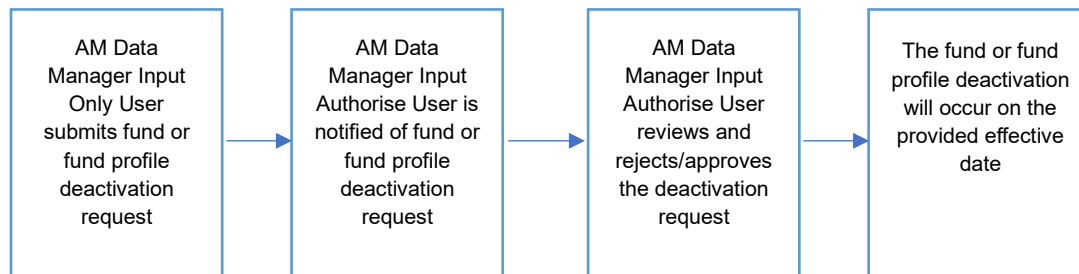 AM Data
Manager Input
Only User
submits fund or
fund profile
deactivation
request
AM Data
Manager Input
Authorise User is
notified of fund or
fund profile
deactivation
request
AM Data
Manager Input
Authorise User
reviews and
rejects/approves
the deactivation
request
The fund or fund
profile deactivation
will occur on the
provided effective
date